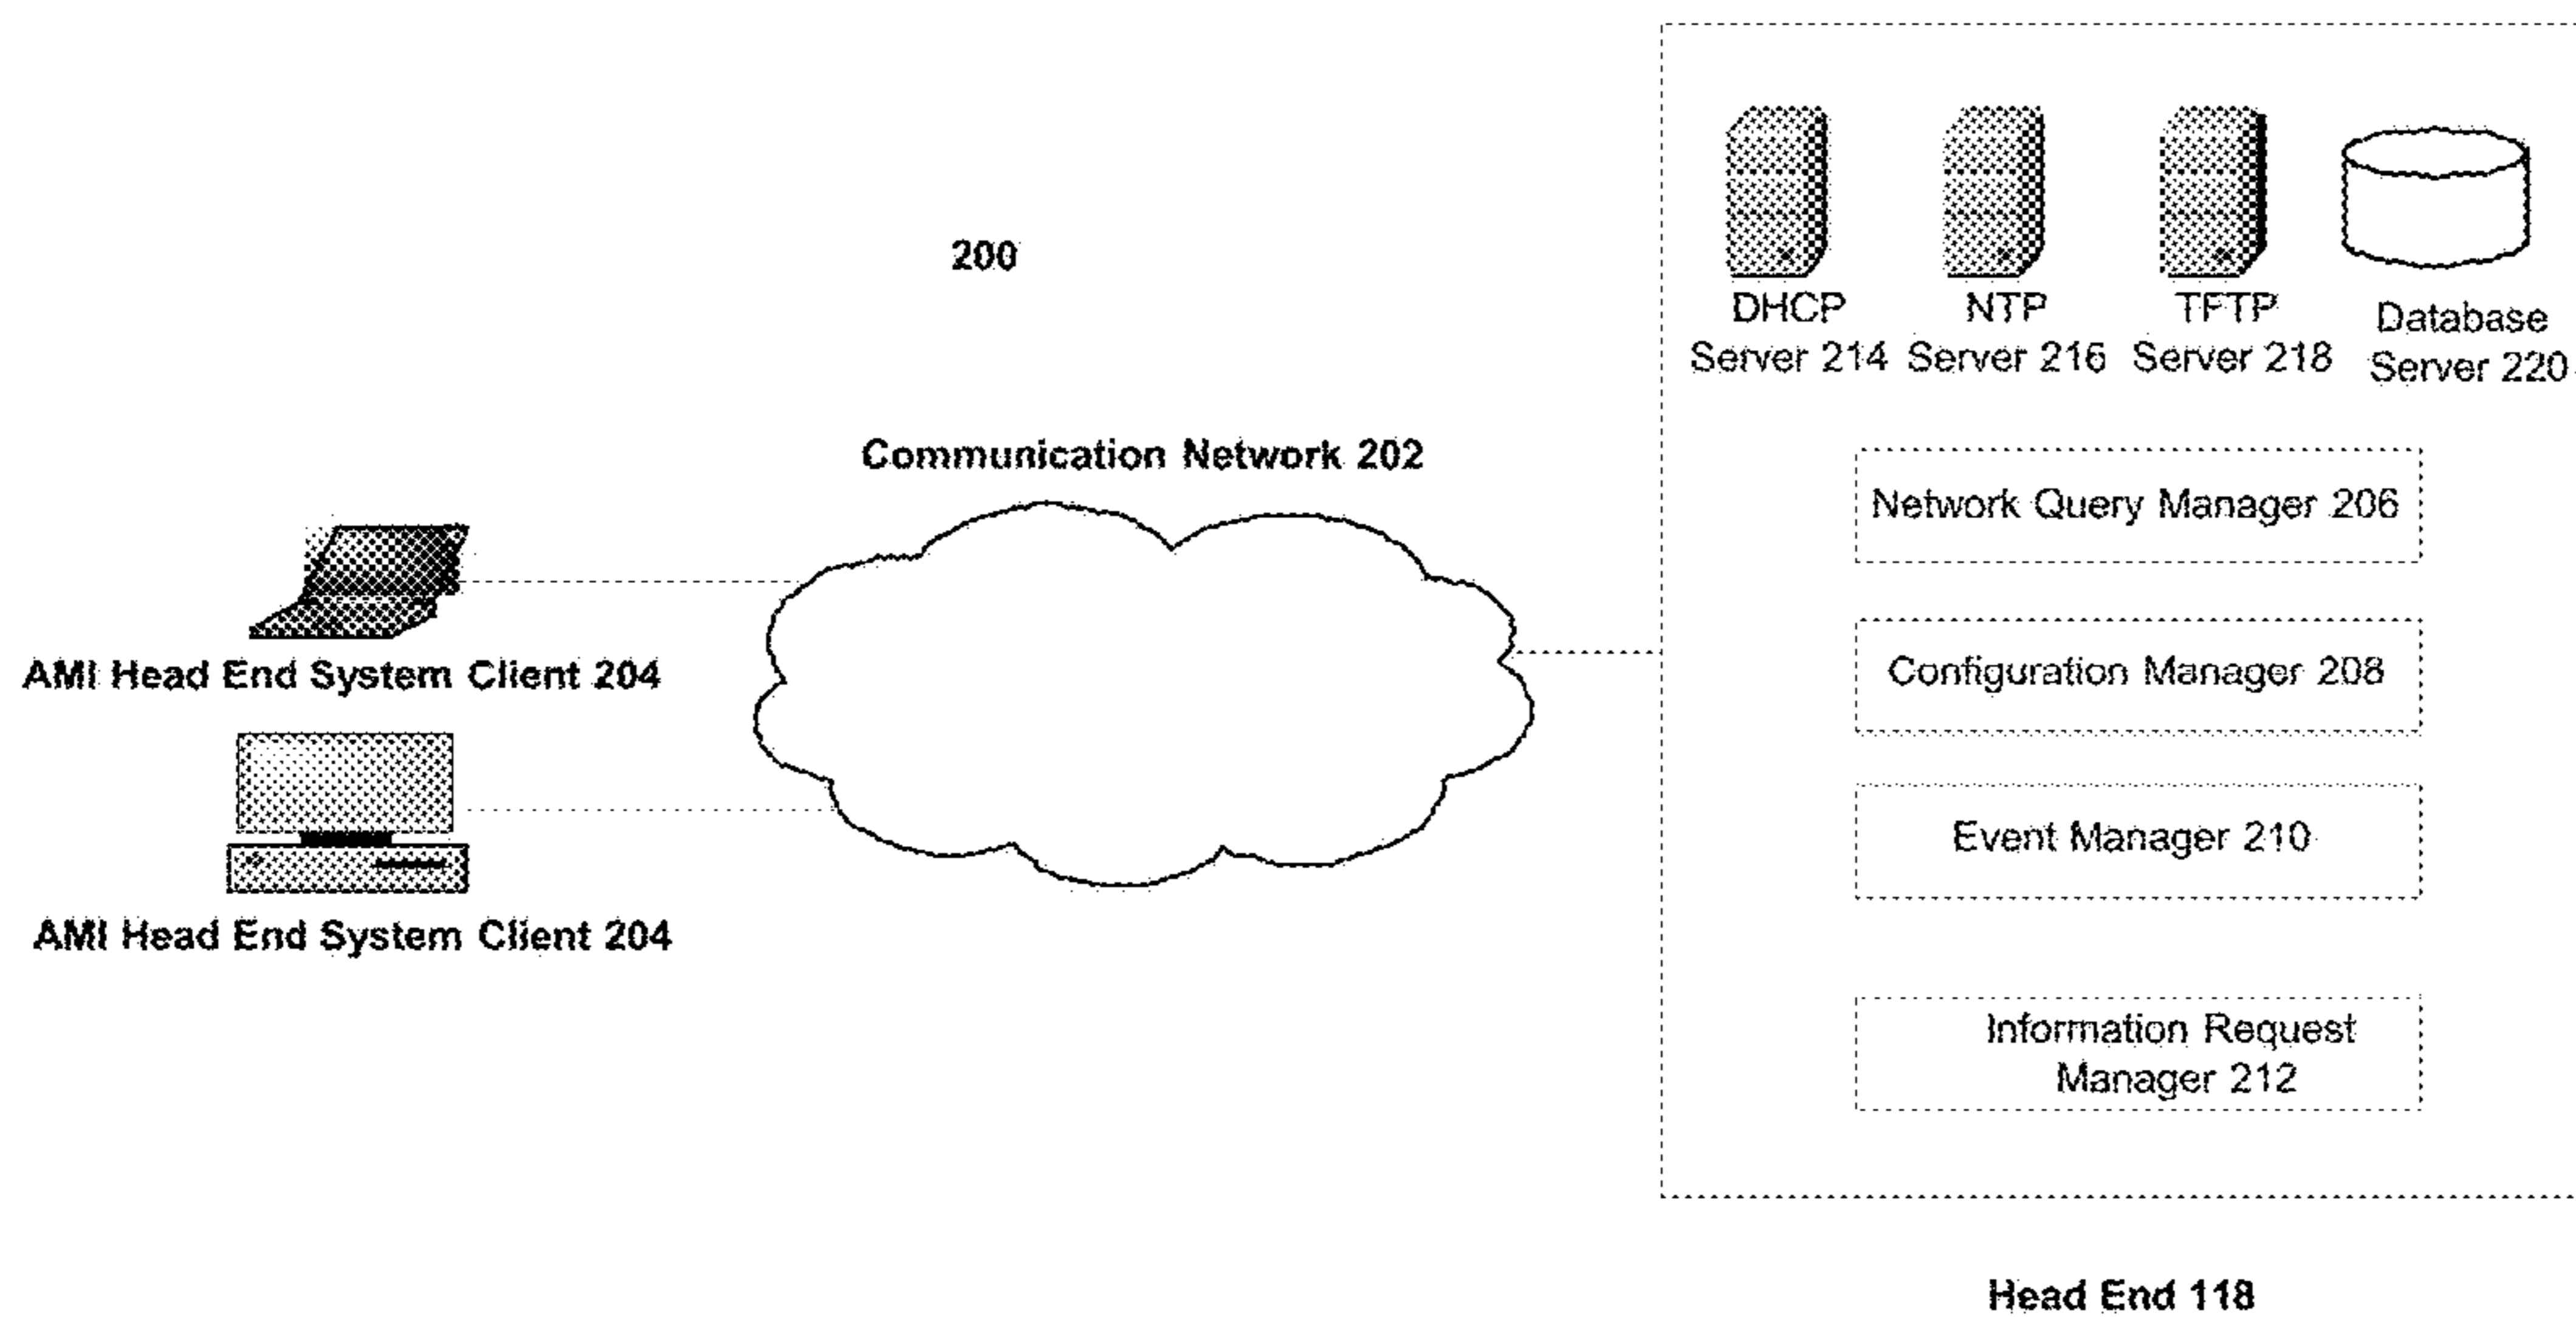 200
Communication Network 202
AMI Head End System Client 204
AMI Head End System Client 204
DHCP
Server 214
NTP
Server 216
TFTP
Server 218
Database
Server 220
Network Query Manager 206
Configuration Manager 208
Event Manager 210
Information Request
Manager 212
Head End 118